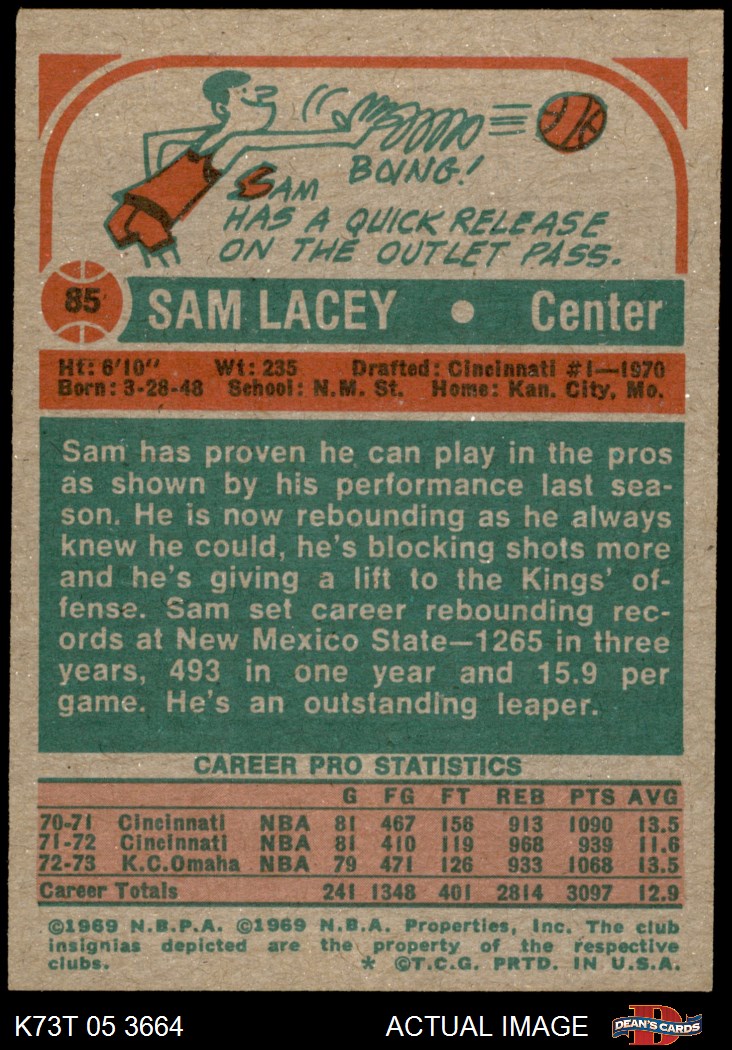 BOING!
SAM
HAS A QUICK RELEASE
ON THE OUTLET PASS.
85 SAM LACEY • Center
Ht: 6'10" Wt: 235 Drafted: Cincinnati #1—1970
Born: 3-28-48 School: N.M. St. Home: Kan. City, Mo.
Sam has proven he can play in the pros
as shown by his performance last sea-
son. He is now rebounding as he always
knew he could, he's blocking shots more
and he's giving a lift to the Kings' of-
fense. Sam set career rebounding rec-
ords at New Mexico State—1265 in three
years, 493 in one year and 15.9 per
game. He's an outstanding leaper.
CAREER PRO STATISTICS
G FG FT REB PTS AVG
70-71 Cincinnati NBA 81 467 156 913 1090 13.5
71-72 Cincinnati NBA 81 410 119 968 939 11.6
72-73 K.C.Omaha NBA 79 471 126 933 1068 13.5
Career Totals 241 1348 401 2814 3097 12.9
©1969 N.B.P.A. ©1969 N.B.A. Properties, Inc. The club
insignias depicted are the property of the respective
clubs. * ©T.C.G. PRTD. IN U.S.A.
K73T 05 3664 ACTUAL IMAGE D DEAN'S CARDS